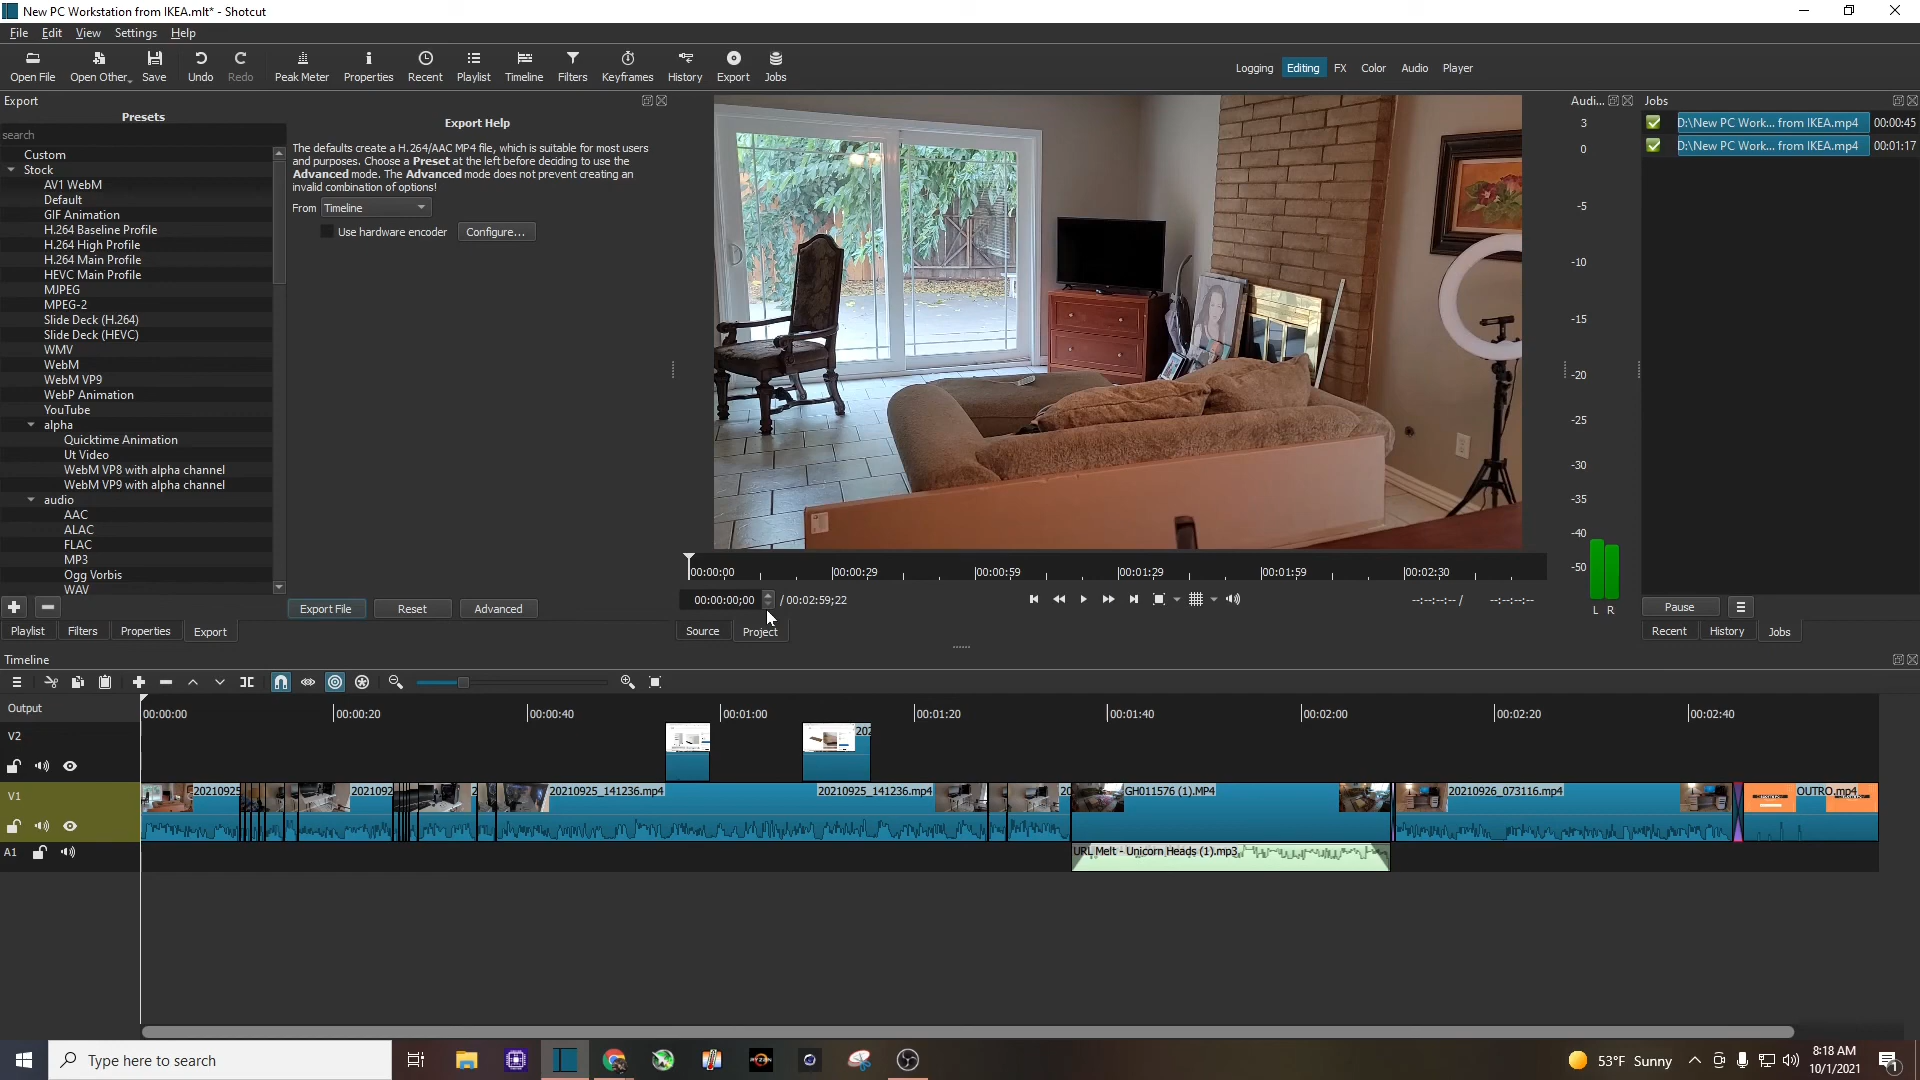 New PC Workstation from IKEA.mlt* - Shotcut
File Edit View Settings Help
Open File Open Other... Save Undo Redo Peak Meter Properties Recent Playlist Timeline Filters Keyframes History Export Jobs
Logging Editing FX Color Audio Player
Export
Presets
search
Custom
Stock
AV1 WebM
Default
GIF Animation
H.264 Baseline Profile
H.264 High Profile
H.264 Main Profile
HEVC Main Profile
MJPEG
MPEG-2
Slide Deck (H.264)
Slide Deck (HEVC)
WMV
WebM
WebM VP9
WebP Animation
YouTube
alpha
Quicktime Animation
Ut Video
WebM VP8 with alpha channel
WebM VP9 with alpha channel
audio
AAC
ALAC
FLAC
MP3
Ogg Vorbis
WAV
Export Help
The defaults create a H.264/AAC MP4 file, which is suitable for most users
and purposes. Choose a Preset at the left before deciding to use the
Advanced mode. The Advanced mode does not prevent creating an
invalid combination of options!
From Timeline
Use hardware encoder Configure...
Export File Reset Advanced
Playlist Filters Properties Export
00:00:00 00:00:29 00:00:59 00:01:29 00:01:59 00:02:30
00:00:00;00 / 00:02:59;22
--:--:--:-- / --:--:--:--
Source Project
Audi...
3
0
-5
-10
-15
-20
-25
-30
-35
-40
-50
L R
Jobs
D:\New PC Work... from IKEA.mp4 00:00:45
D:\New PC Work... from IKEA.mp4 00:01:17
Pause
Recent History Jobs
Timeline
Output
00:00:00 00:00:20 00:00:40 00:01:00 00:01:20 00:01:40 00:02:00 00:02:20 00:02:40
V2
202
V1
20210925 2021092 2 20210925_141236.mp4 20210925_141236.mp4 20 GH011576 (1).MP4 20210926_073116.mp4 OUTRO.mp4
A1
URL Melt - Unicorn Heads (1).mp3
Type here to search
RYZEN
53°F Sunny
8:18 AM
10/1/2021
1